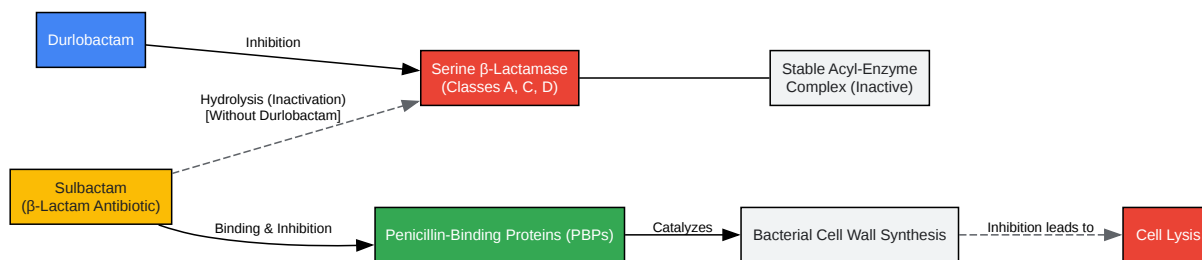 Durlobactam
Inhibition
Serine β-Lactamase
(Classes A, C, D)
Stable Acyl-Enzyme
Complex (Inactive)
Hydrolysis (Inactivation)
[Without Durlobactam]
Sulbactam
(β-Lactam Antibiotic)
Binding & Inhibition
Penicillin-Binding Proteins (PBPs)
Catalyzes
Bacterial Cell Wall Synthesis
Inhibition leads to
Cell Lysis